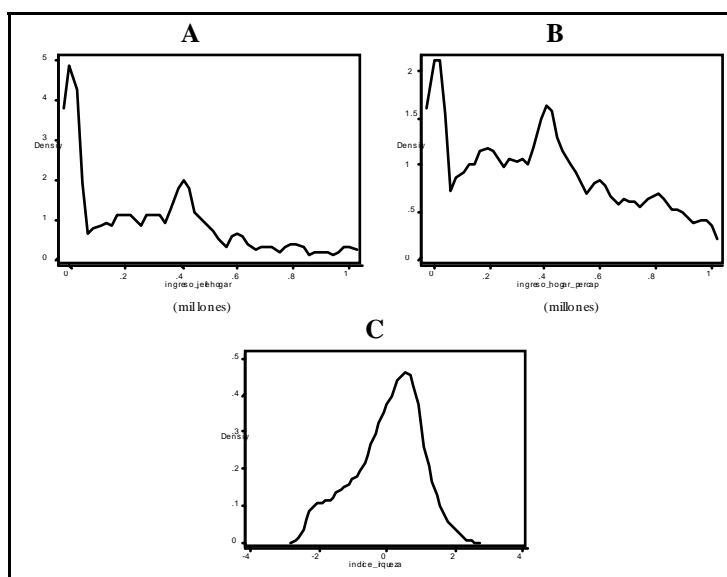 A
5
4
3
Density
2
1
0
0 .2 .4 .6 .8 1
ingreso_jefehogar
(millones)
B
2
1.5
Density
1
.5
0
0 .2 .4 .6 .8 1
ingreso_hogar_percap
(millones)
C
.5
.4
.3
Density
.2
.1
0
-4 -2 0 2 4
indice_riqueza